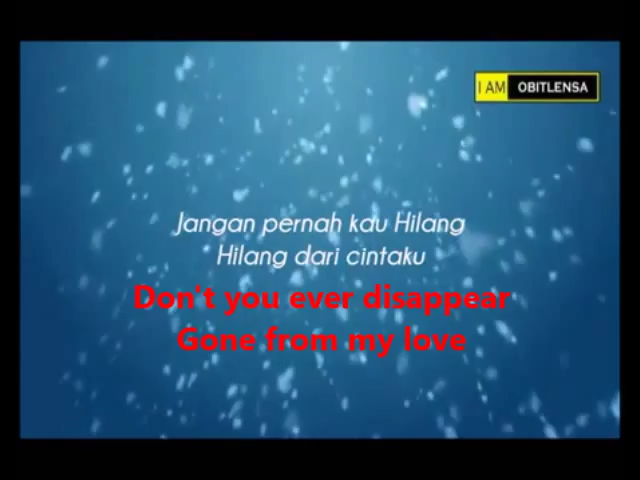 I AM OBITLENSA
Jangan pernah kau Hilang
Hilang dari cintaku
Don't you ever disappear
Gone from my love